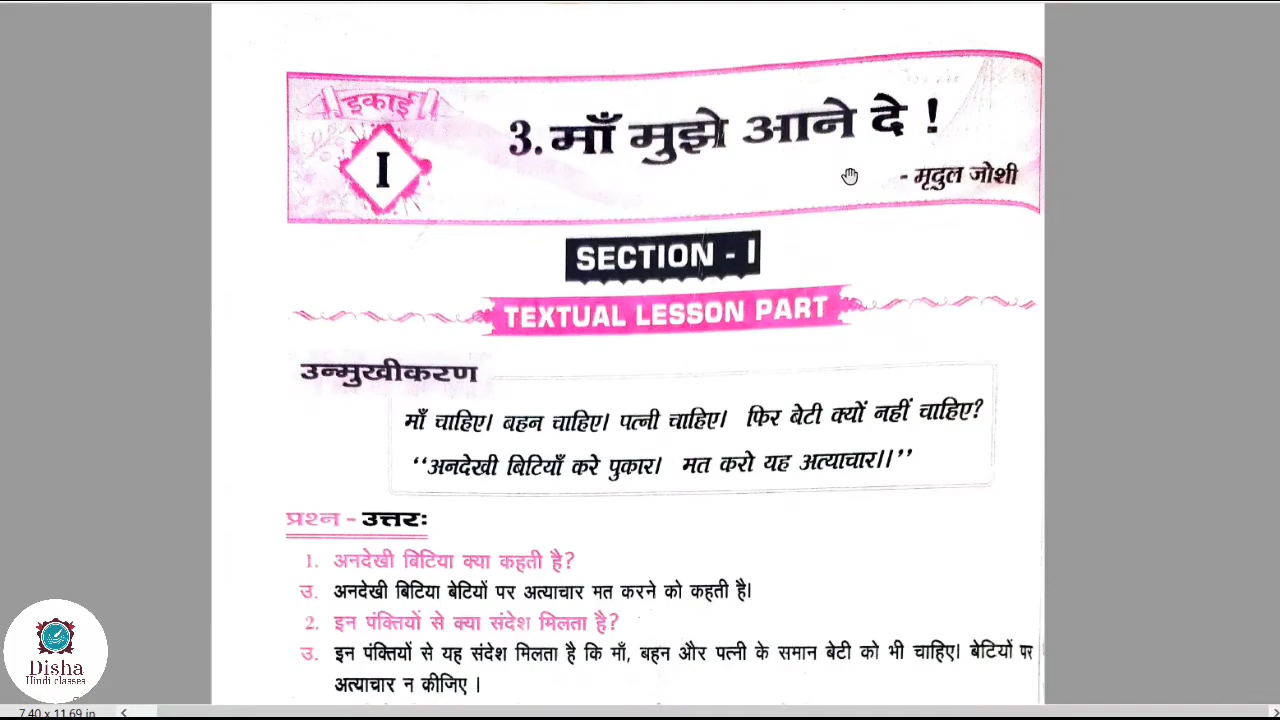 इकाई
I
3. माँ मुझे आने दे !
- मृदुल जोशी
SECTION - I
TEXTUAL LESSON PART
उन्मुखीकरण
माँ चाहिए। बहन चाहिए। पत्नी चाहिए। फिर बेटी क्यों नहीं चाहिए?
“अनदेखी बिटियाँ करे पुकार। मत करो यह अत्याचार।।”
प्रश्न - उत्तरः
1. अनदेखी बिटिया क्या कहती है?
उ. अनदेखी बिटिया बेटियों पर अत्याचार मत करने को कहती है।
2. इन पंक्तियों से क्या संदेश मिलता है?
उ. इन पंक्तियों से यह संदेश मिलता है कि माँ, बहन और पत्नी के समान बेटी को भी चाहिए। बेटियों पर
अत्याचार न कीजिए ।
Disha
Hindi classes
7.40 x 11.69 in